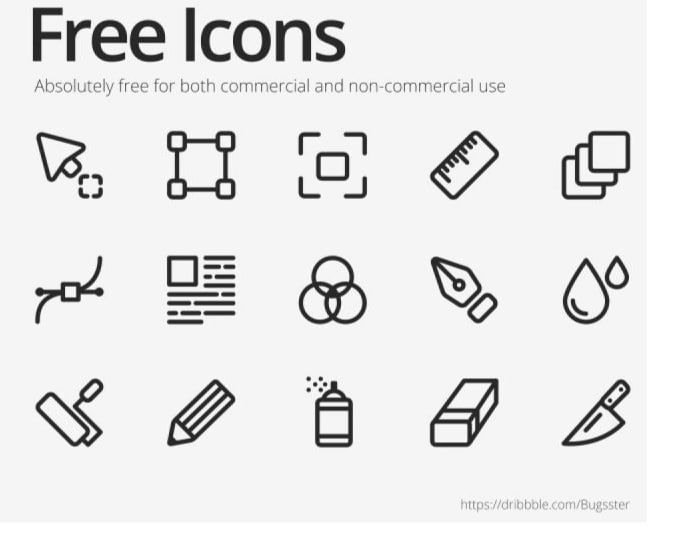 Free Icons
Absolutely free for both commercial and non-commercial use
https://dribbble.com/Bugsster